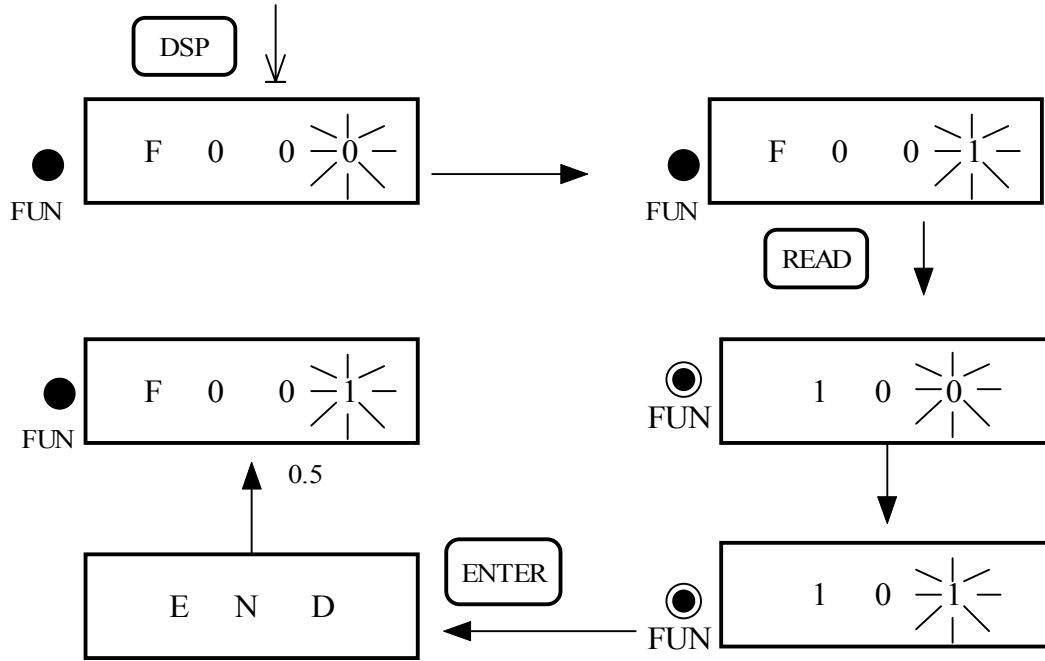 DSP
F 0 0 0
FUN
F 0 0 1
FUN
READ
F 0 0 1
FUN
1 0 0
FUN
0.5
E N D
ENTER
1 0 1
FUN